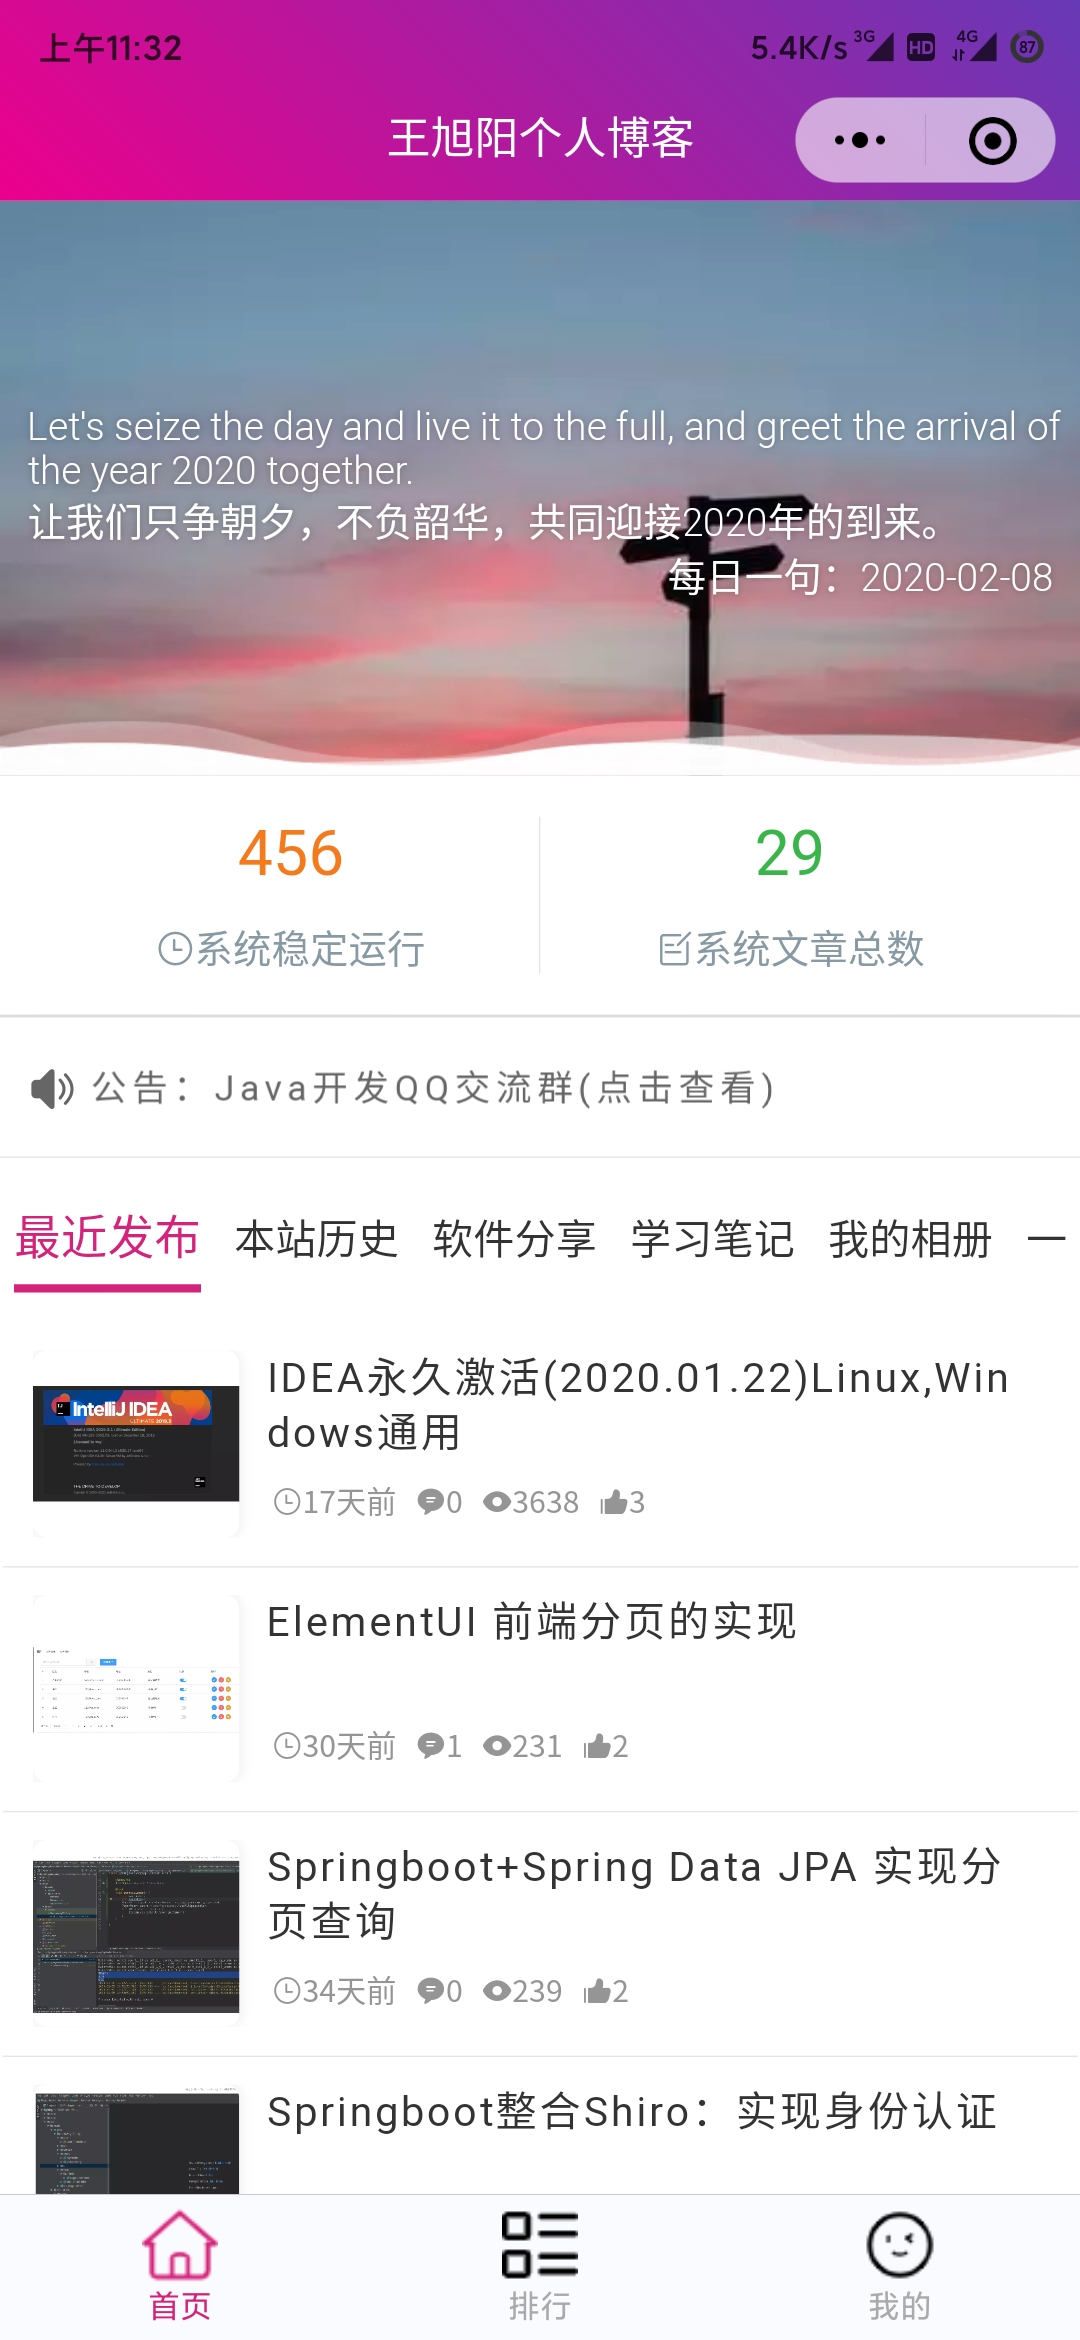 上午11:32
5.4K/s 3G HD 4G 87
王旭阳个人博客
Let's seize the day and live it to the full, and greet the arrival of
the year 2020 together.
让我们只争朝夕，不负韶华，共同迎接2020年的到来。
每日一句：2020-02-08
456
29
系统稳定运行
系统文章总数
公告：Java开发QQ交流群(点击查看)
最近发布 本站历史 软件分享 学习笔记 我的相册 一
IntelliJ IDEA
IDEA永久激活(2020.01.22)Linux,Win
dows通用
17天前 0 3638 3
ElementUI 前端分页的实现
30天前 1 231 2
Springboot+Spring Data JPA 实现分
页查询
34天前 0 239 2
Springboot整合Shiro：实现身份认证
首页
排行
我的